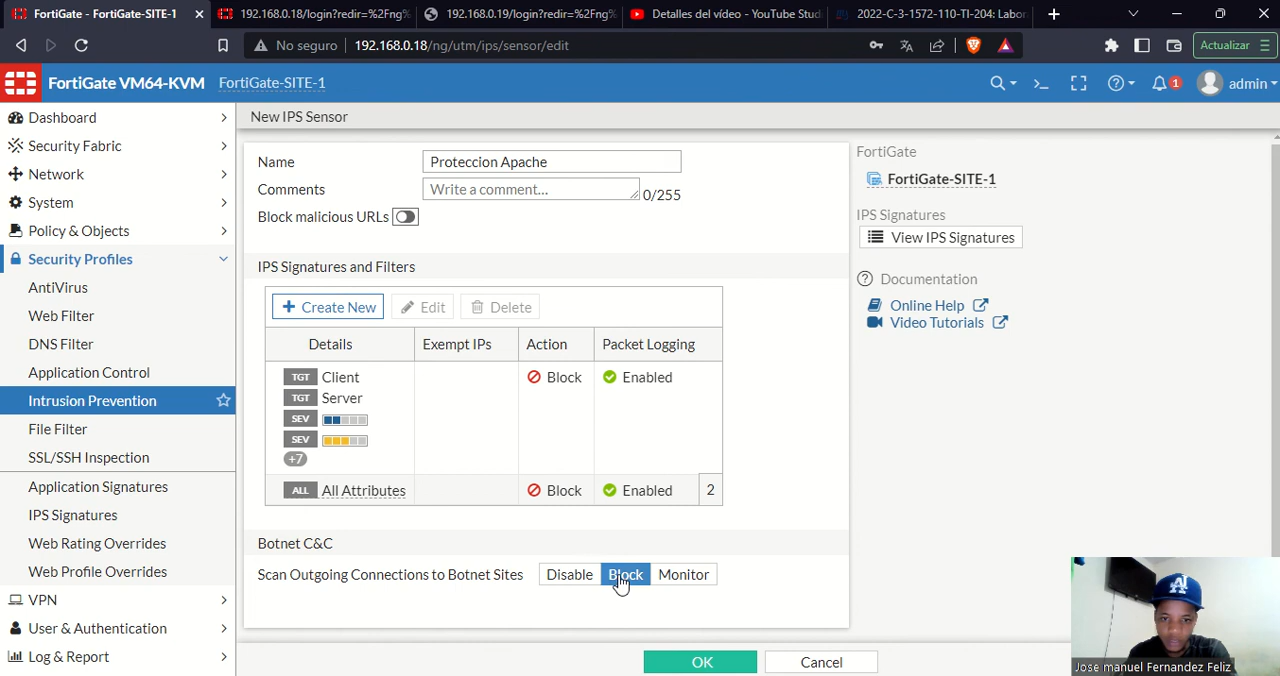 FortiGate - FortiGate-SITE-1
192.168.0.18/login?redir=%2Fng%
192.168.0.19/login?redir=%2Fng%
Detalles del vídeo - YouTube Stud
2022-C-3-1572-110-TI-204: Labor
No seguro 192.168.0.18/ng/utm/ips/sensor/edit
Actualizar
FortiGate VM64-KVM FortiGate-SITE-1
1 admin
Dashboard
Security Fabric
Network
System
Policy & Objects
Security Profiles
AntiVirus
Web Filter
DNS Filter
Application Control
Intrusion Prevention
File Filter
SSL/SSH Inspection
Application Signatures
IPS Signatures
Web Rating Overrides
Web Profile Overrides
VPN
User & Authentication
Log & Report
New IPS Sensor
Name Proteccion Apache
Comments Write a comment... 0/255
Block malicious URLs
IPS Signatures and Filters
Create New Edit Delete
Details Exempt IPs Action Packet Logging
TGT Client Block Enabled
TGT Server
SEV
SEV
+7
ALL All Attributes Block Enabled 2
Botnet C&C
Scan Outgoing Connections to Botnet Sites Disable Block Monitor
OK Cancel
FortiGate
FortiGate-SITE-1
IPS Signatures
View IPS Signatures
Documentation
Online Help
Video Tutorials
LA
Jose manuel Fernandez Feliz